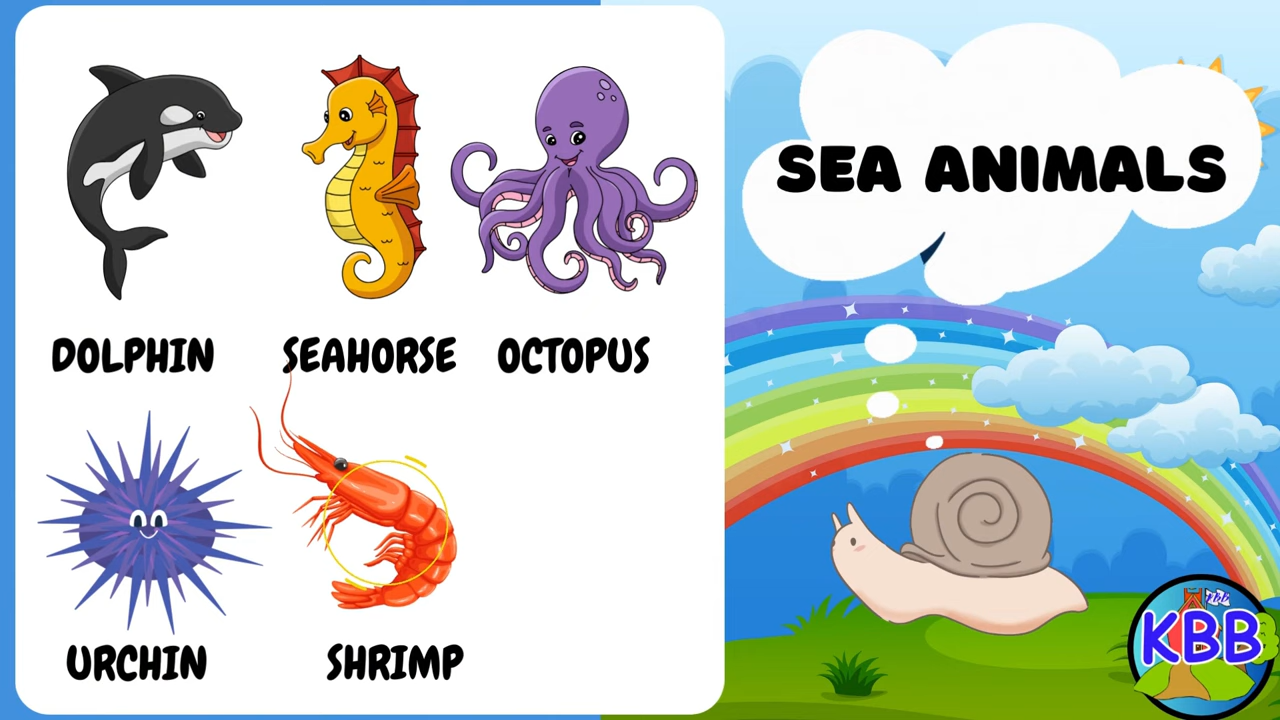 SEA ANIMALS
DOLPHIN
SEAHORSE
OCTOPUS
URCHIN
SHRIMP
KBB